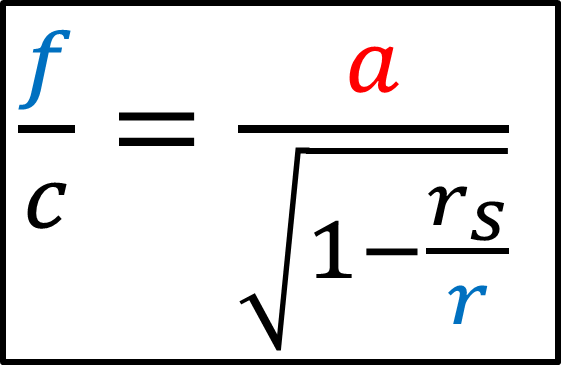 f/c = a/√(1−r_s/r)